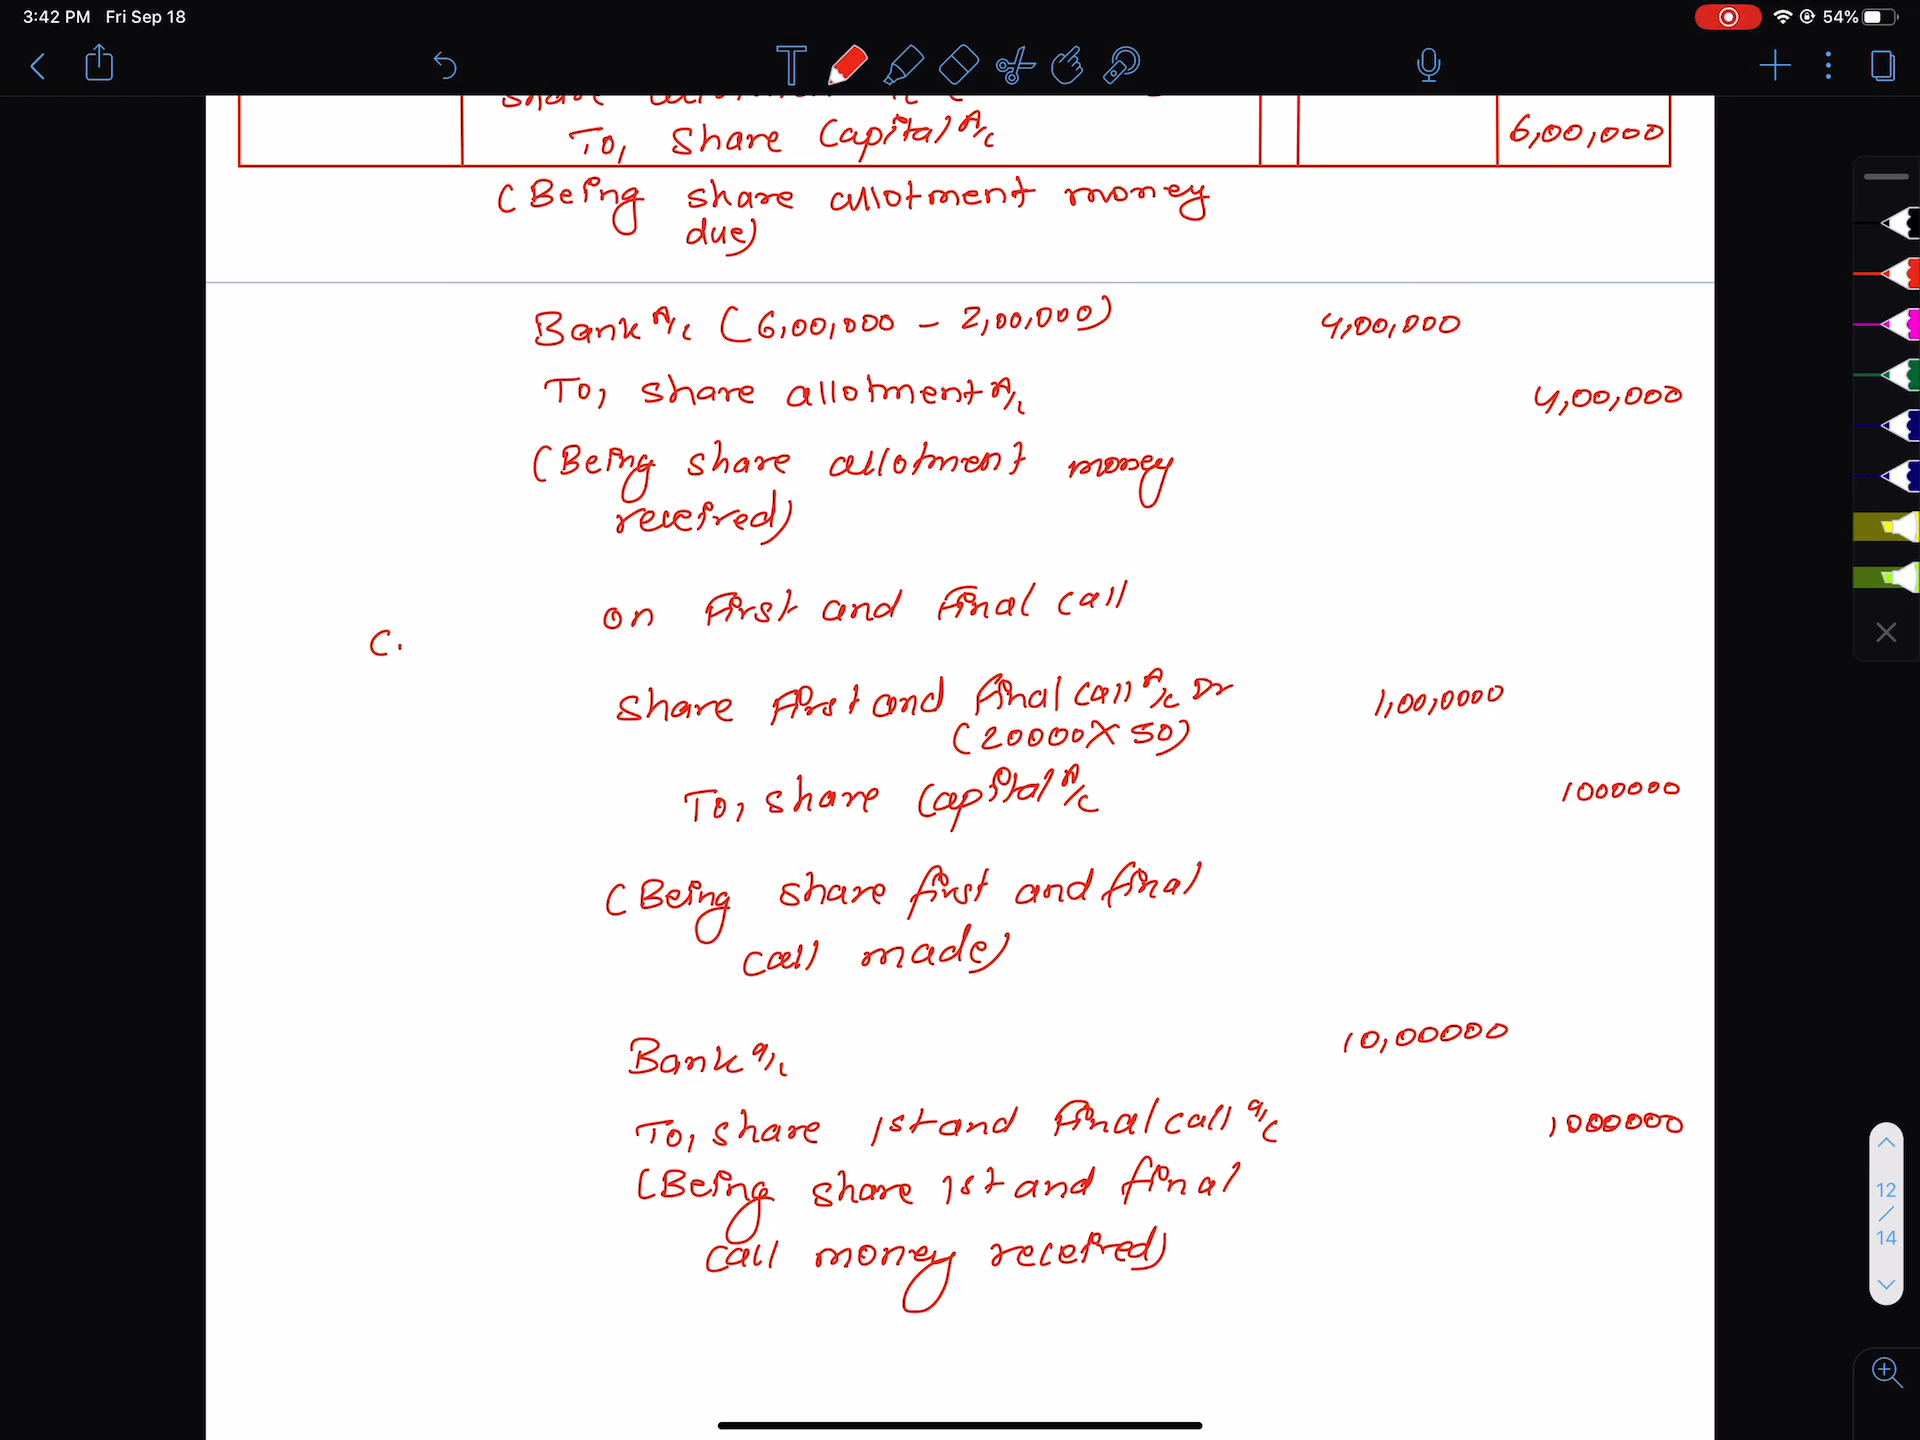 3:42 PM Fri Sep 18
54%
T
To, Share Capital A/c 6,00,000
(Being share allotment money
due)
Bank A/c (6,00,000 - 2,00,000) 4,00,000
To, share allotment A/c 4,00,000
(Being share allotment money
received)
C. on First and Final call
Share First and Final call A/c Dr 1,00,0000
(20000 X 50)
To, share Capital A/c 1000000
(Being share first and final
call made)
Bank a/c 10,00000
To, share 1st and Final call a/c 1000000
(Being share 1st and final
call money received)
12
/
14